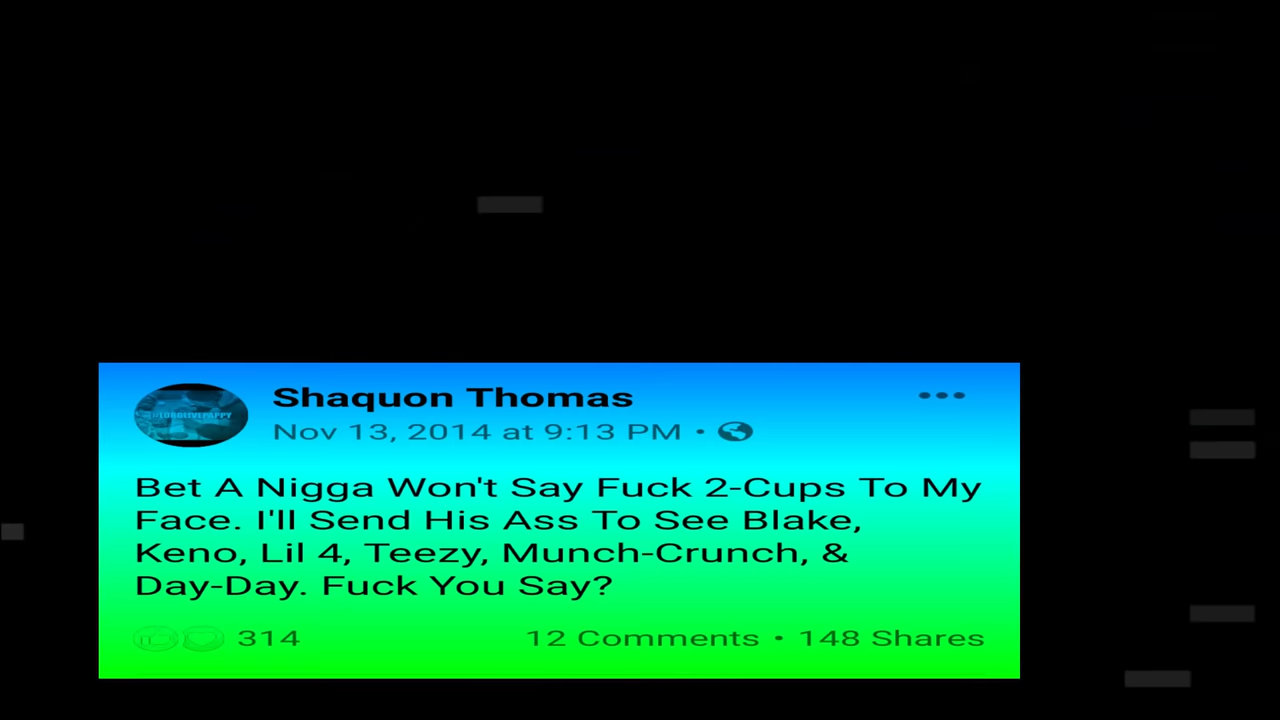 Shaquon Thomas
Nov 13, 2014 at 9:13 PM •
Bet A Nigga Won't Say Fuck 2-Cups To My
Face. I'll Send His Ass To See Blake,
Keno, Lil 4, Teezy, Munch-Crunch, &
Day-Day. Fuck You Say?
314
12 Comments • 148 Shares